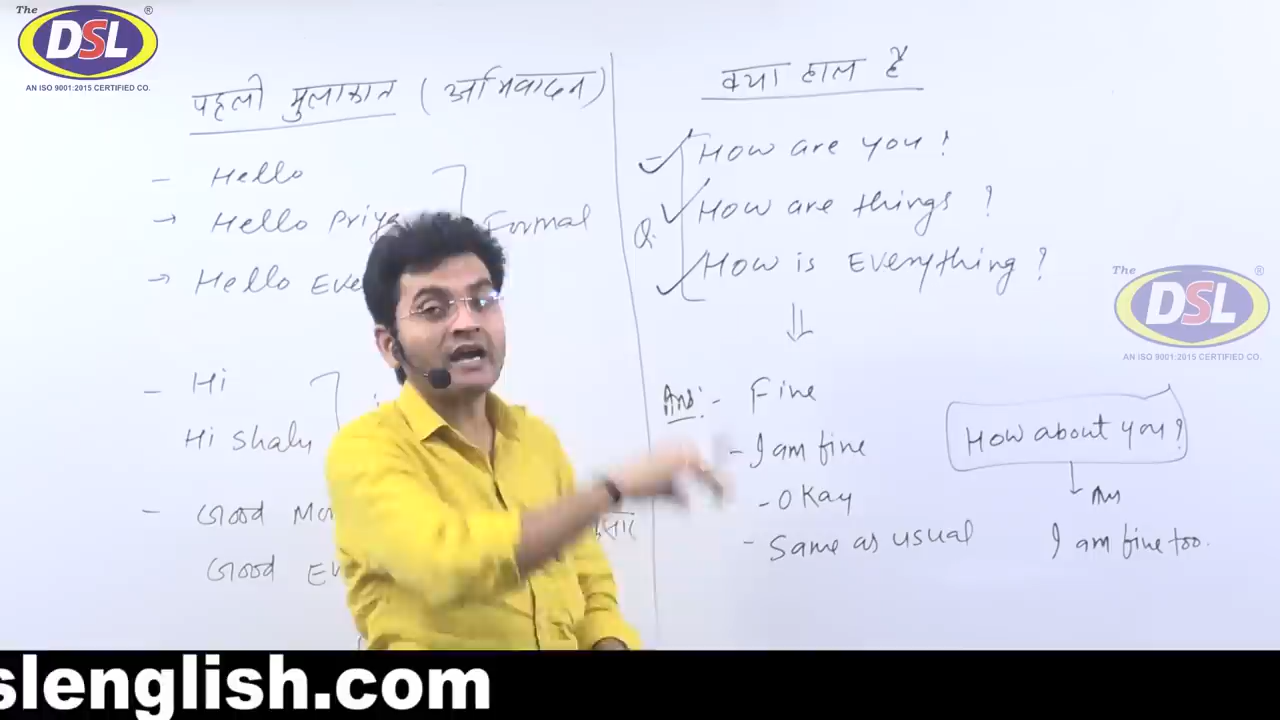 The
DSL
®
AN ISO 9001:2015 CERTIFIED CO.
पहली मुलाकात (अभिवादन)
- Hello
→ Hello Priya
→ Hello Eve
Formal
- Hi
Hi Shalu
- Good Mor
Good Ev
क्या हाल है
- How are you?
How are things?
How is Everything?
Q.
⇓
Ans:- Fine
- I am fine
- Okay
- Same as usual
How about you?
Ans
I am fine too.
The
DSL
®
AN ISO 9001:2015 CERTIFIED CO.
slenglish.com